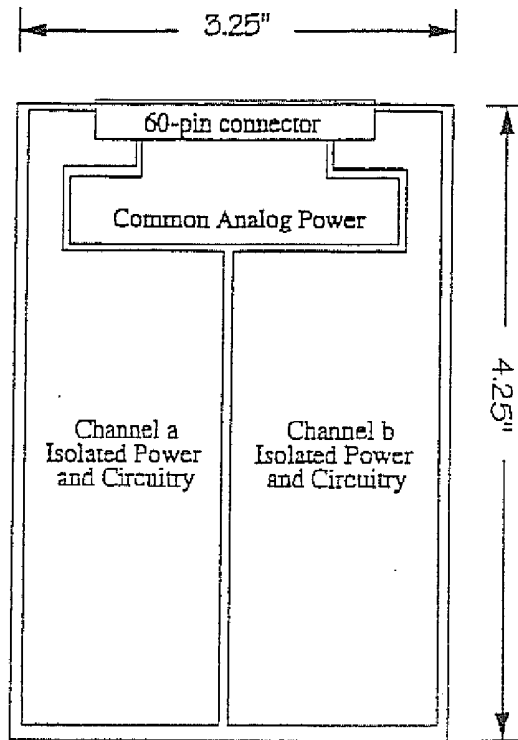 3.25"
60-pin connector
Common Analog Power
4.25"
Channel a
Isolated Power
and Circuitry
Channel b
Isolated Power
and Circuitry